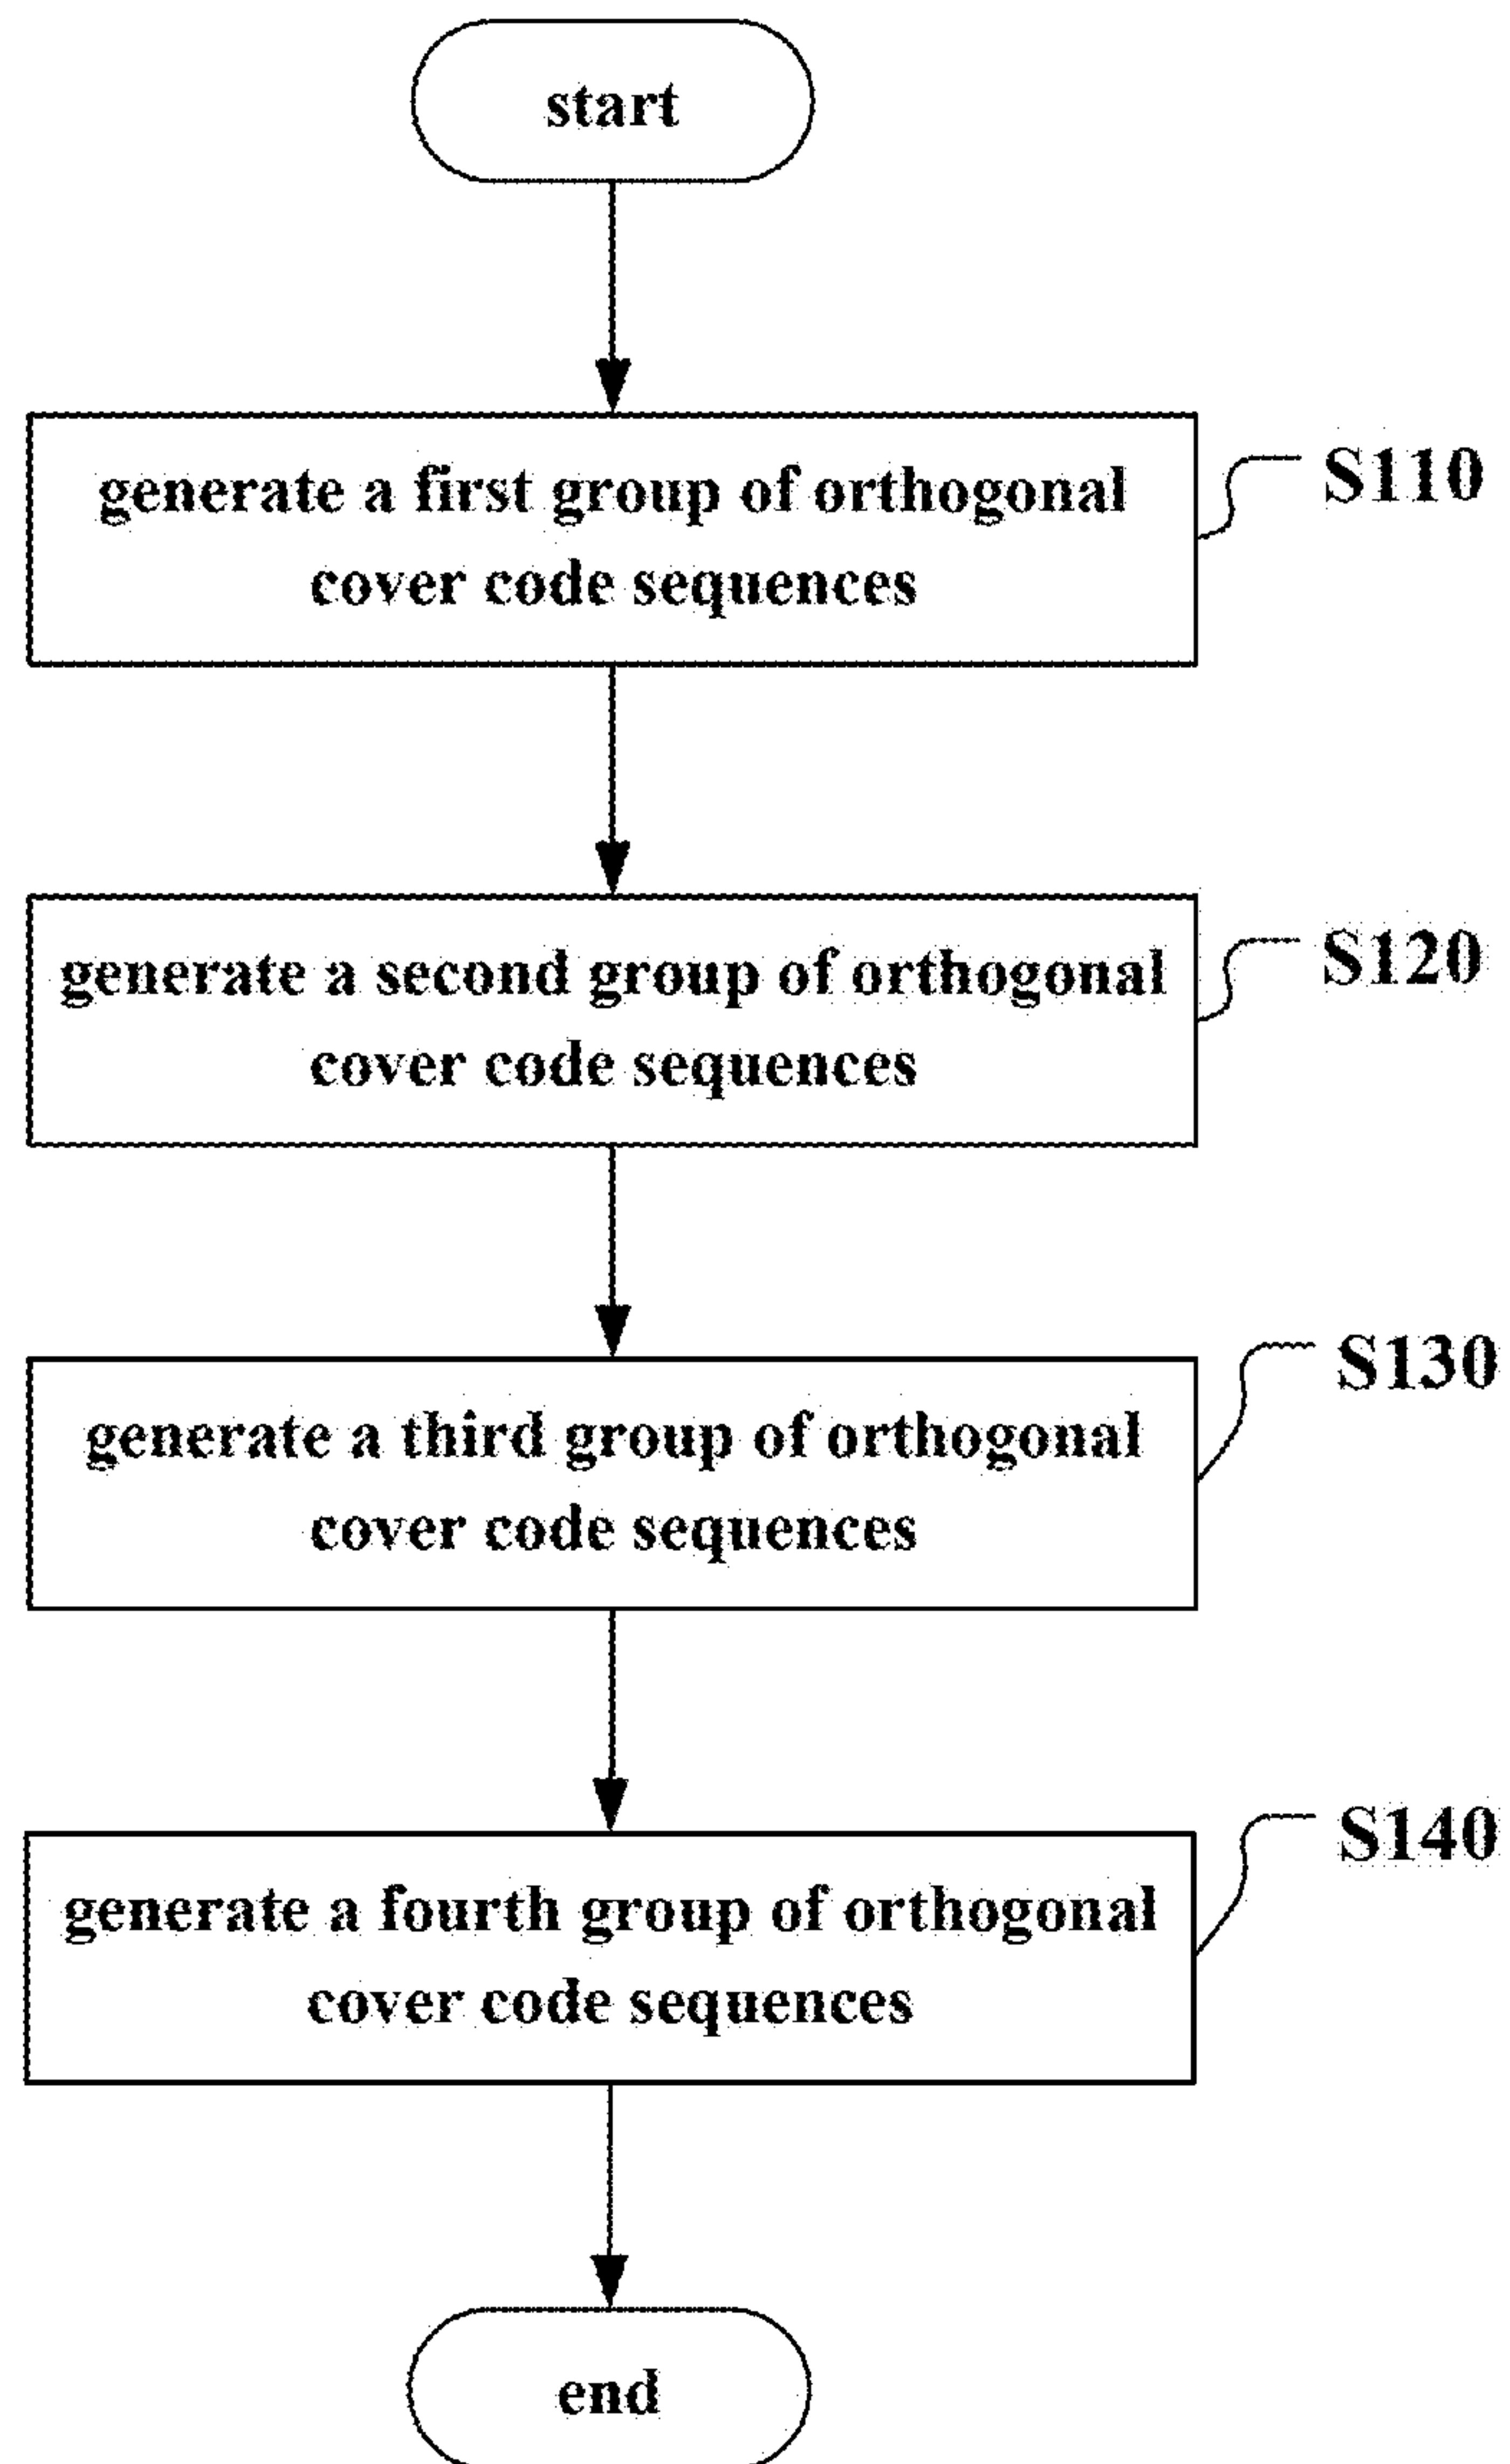 start
generate a first group of orthogonal
cover code sequences
S110
generate a second group of orthogonal
cover code sequences
S120
generate a third group of orthogonal
cover code sequences
S130
generate a fourth group of orthogonal
cover code sequences
S140
end